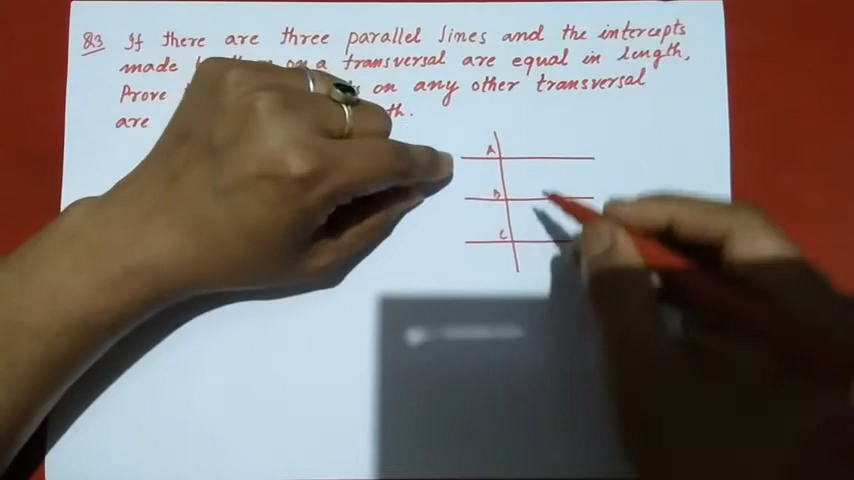 Q3 If there are three parallel lines and the intercepts
made on a transversal are equal in length,
Prove on any other transversal
are
A
B
C